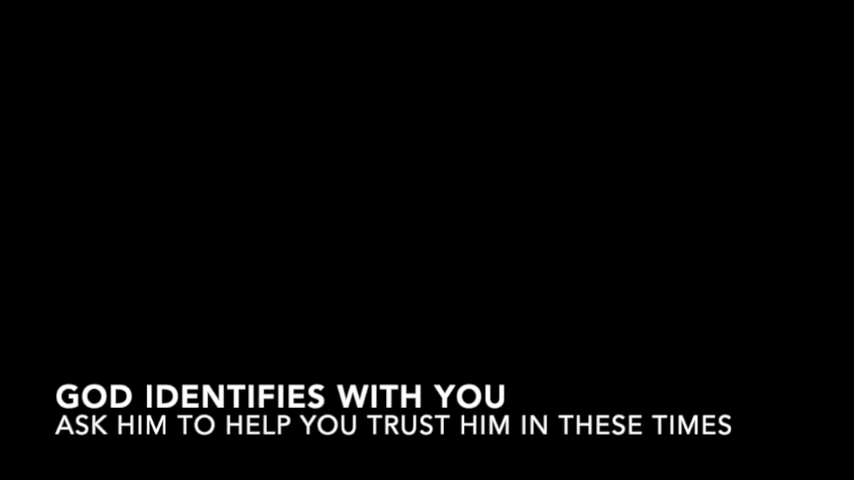 GOD IDENTIFIES WITH YOU
ASK HIM TO HELP YOU TRUST HIM IN THESE TIMES